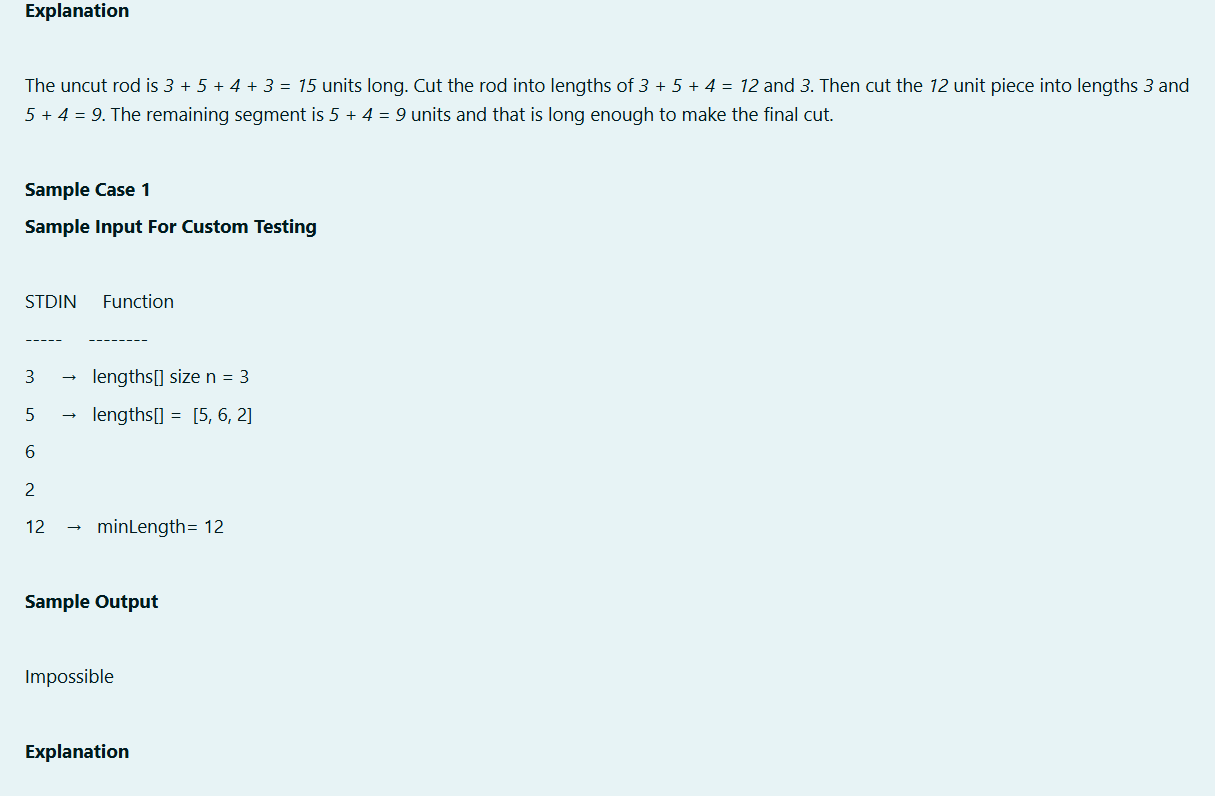 Explanation
The uncut rod is 3 + 5 + 4 + 3 = 15 units long. Cut the rod into lengths of 3 + 5 + 4 = 12 and 3. Then cut the 12 unit piece into lengths 3 and
5 + 4 = 9. The remaining segment is 5 + 4 = 9 units and that is long enough to make the final cut.
Sample Case 1
Sample Input For Custom Testing
STDIN Function
----- --------
3 → lengths[] size n = 3
5 → lengths[] = [5, 6, 2]
6
2
12 → minLength= 12
Sample Output
Impossible
Explanation